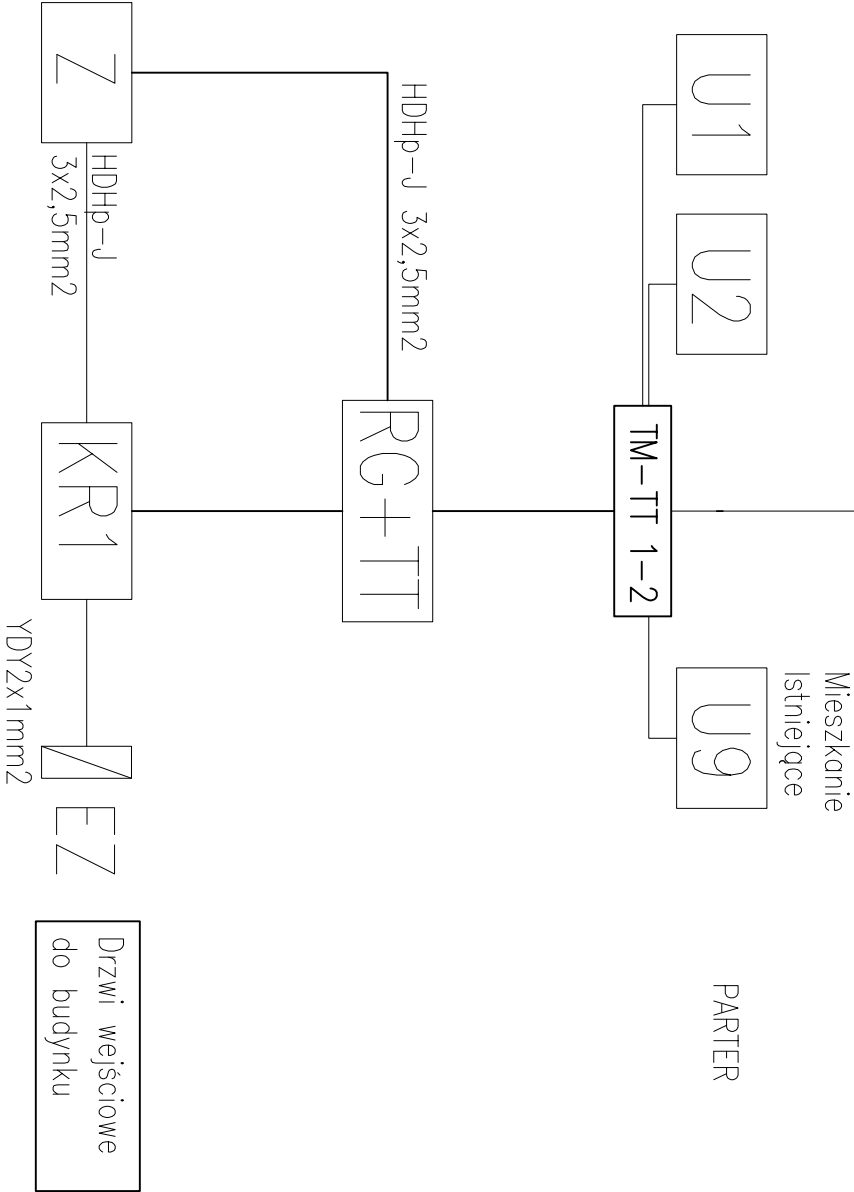 Mieszkanie
Istniejące
U1
U2
U9
PARTER
TM-TT 1-2
HDHp-J 3x2,5mm2
RG+TT
Z
HDHp-J
3x2,5mm2
KR1
YDY2x1mm2
EZ
Drzwi wejściowe
do budynku